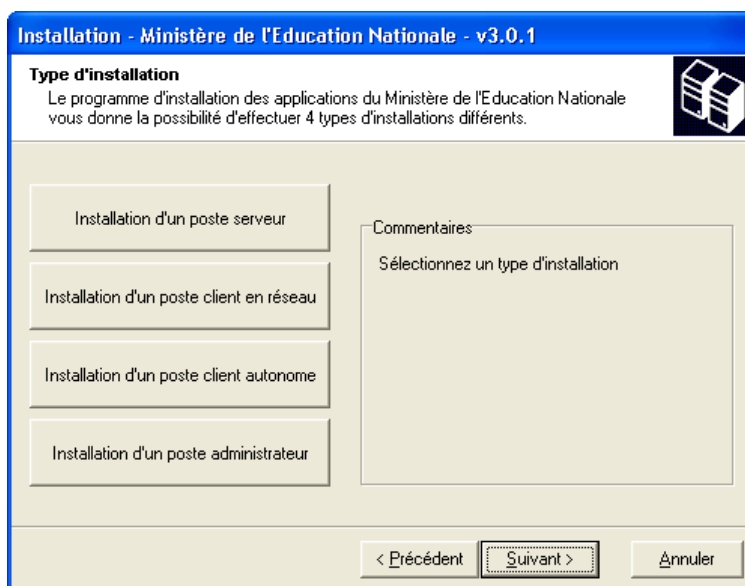 Installation - Ministère de l'Education Nationale - v3.0.1
Type d'installation
Le programme d'installation des applications du Ministère de l'Education Nationale
vous donne la possibilité d'effectuer 4 types d'installations différents.
Installation d'un poste serveur
Commentaires
Sélectionnez un type d'installation
Installation d'un poste client en réseau
Installation d'un poste client autonome
Installation d'un poste administrateur
< Précédent
Suivant >
Annuler